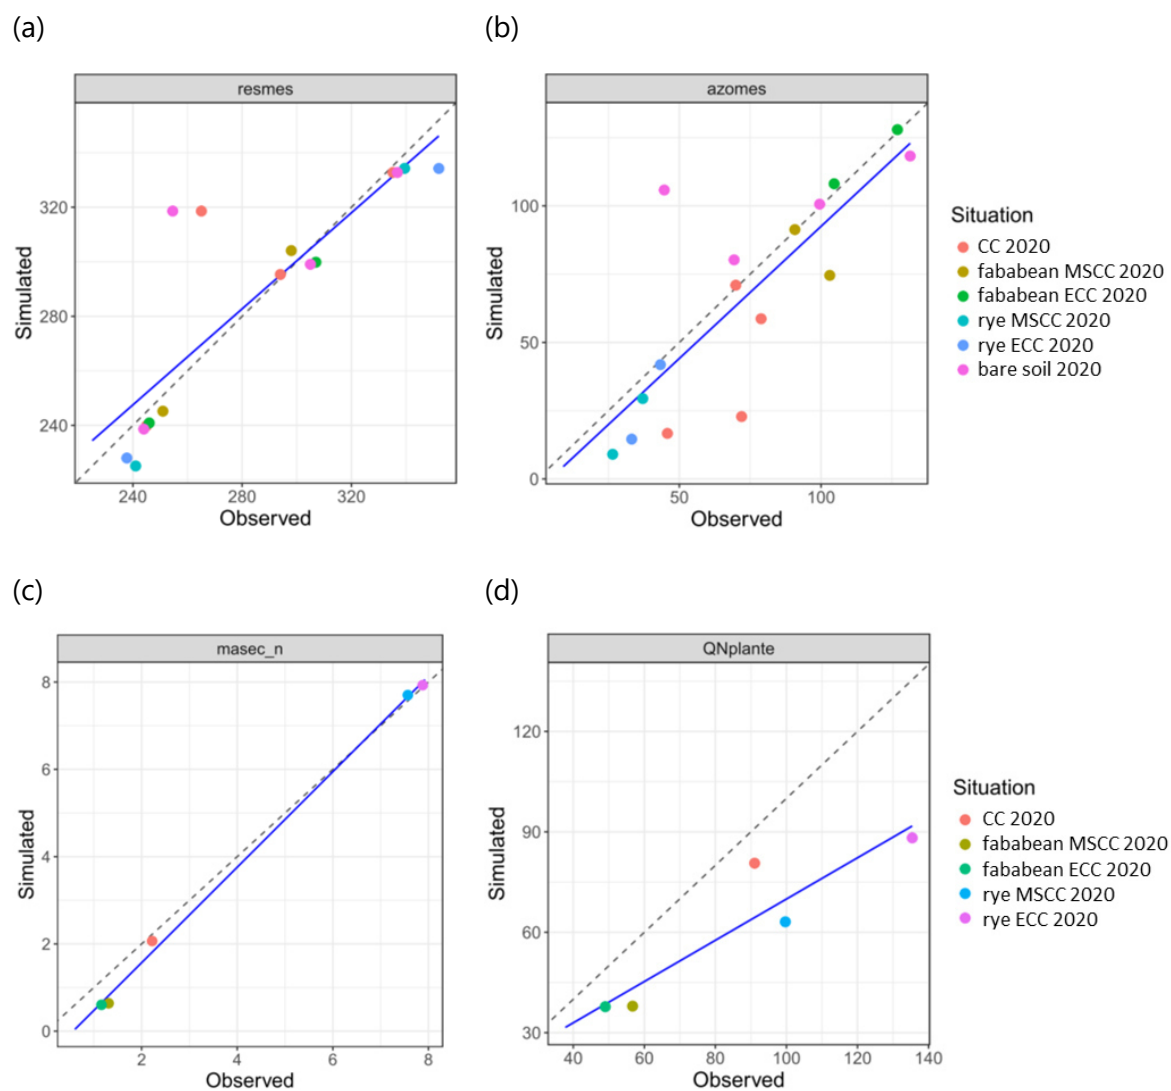 (a)
resmes
320
280
240
Simulated
240
280
320
Observed
(b)
azomes
100
50
0
Simulated
50
100
Observed
Situation
CC 2020
fababean MSCC 2020
fababean ECC 2020
rye MSCC 2020
rye ECC 2020
bare soil 2020
(c)
masec_n
8
6
4
2
0
Simulated
2
4
6
8
Observed
(d)
QNplante
120
90
60
30
Simulated
40
60
80
100
120
140
Observed
Situation
CC 2020
fababean MSCC 2020
fababean ECC 2020
rye MSCC 2020
rye ECC 2020